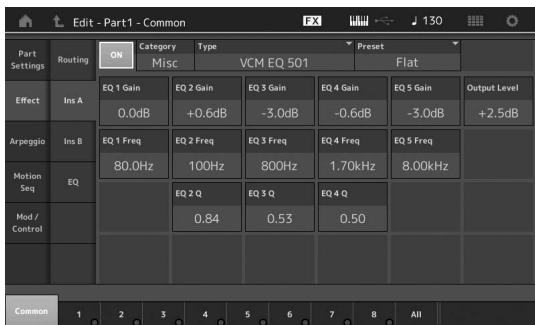 Edit - Part1 - Common
FX
130
Part Settings
Routing
ON
Category
Misc
Type
VCM EQ 501
Preset
Flat
Effect
Ins A
EQ 1 Gain
0.0dB
EQ 2 Gain
+0.6dB
EQ 3 Gain
-3.0dB
EQ 4 Gain
-0.6dB
EQ 5 Gain
-3.0dB
Output Level
+2.5dB
Arpeggio
Ins B
EQ 1 Freq
80.0Hz
EQ 2 Freq
100Hz
EQ 3 Freq
800Hz
EQ 4 Freq
1.70kHz
EQ 5 Freq
8.00kHz
Motion Seq
EQ
EQ 2 Q
0.84
EQ 3 Q
0.53
EQ 4 Q
0.50
Mod / Control
Common
1
2
3
4
5
6
7
8
All